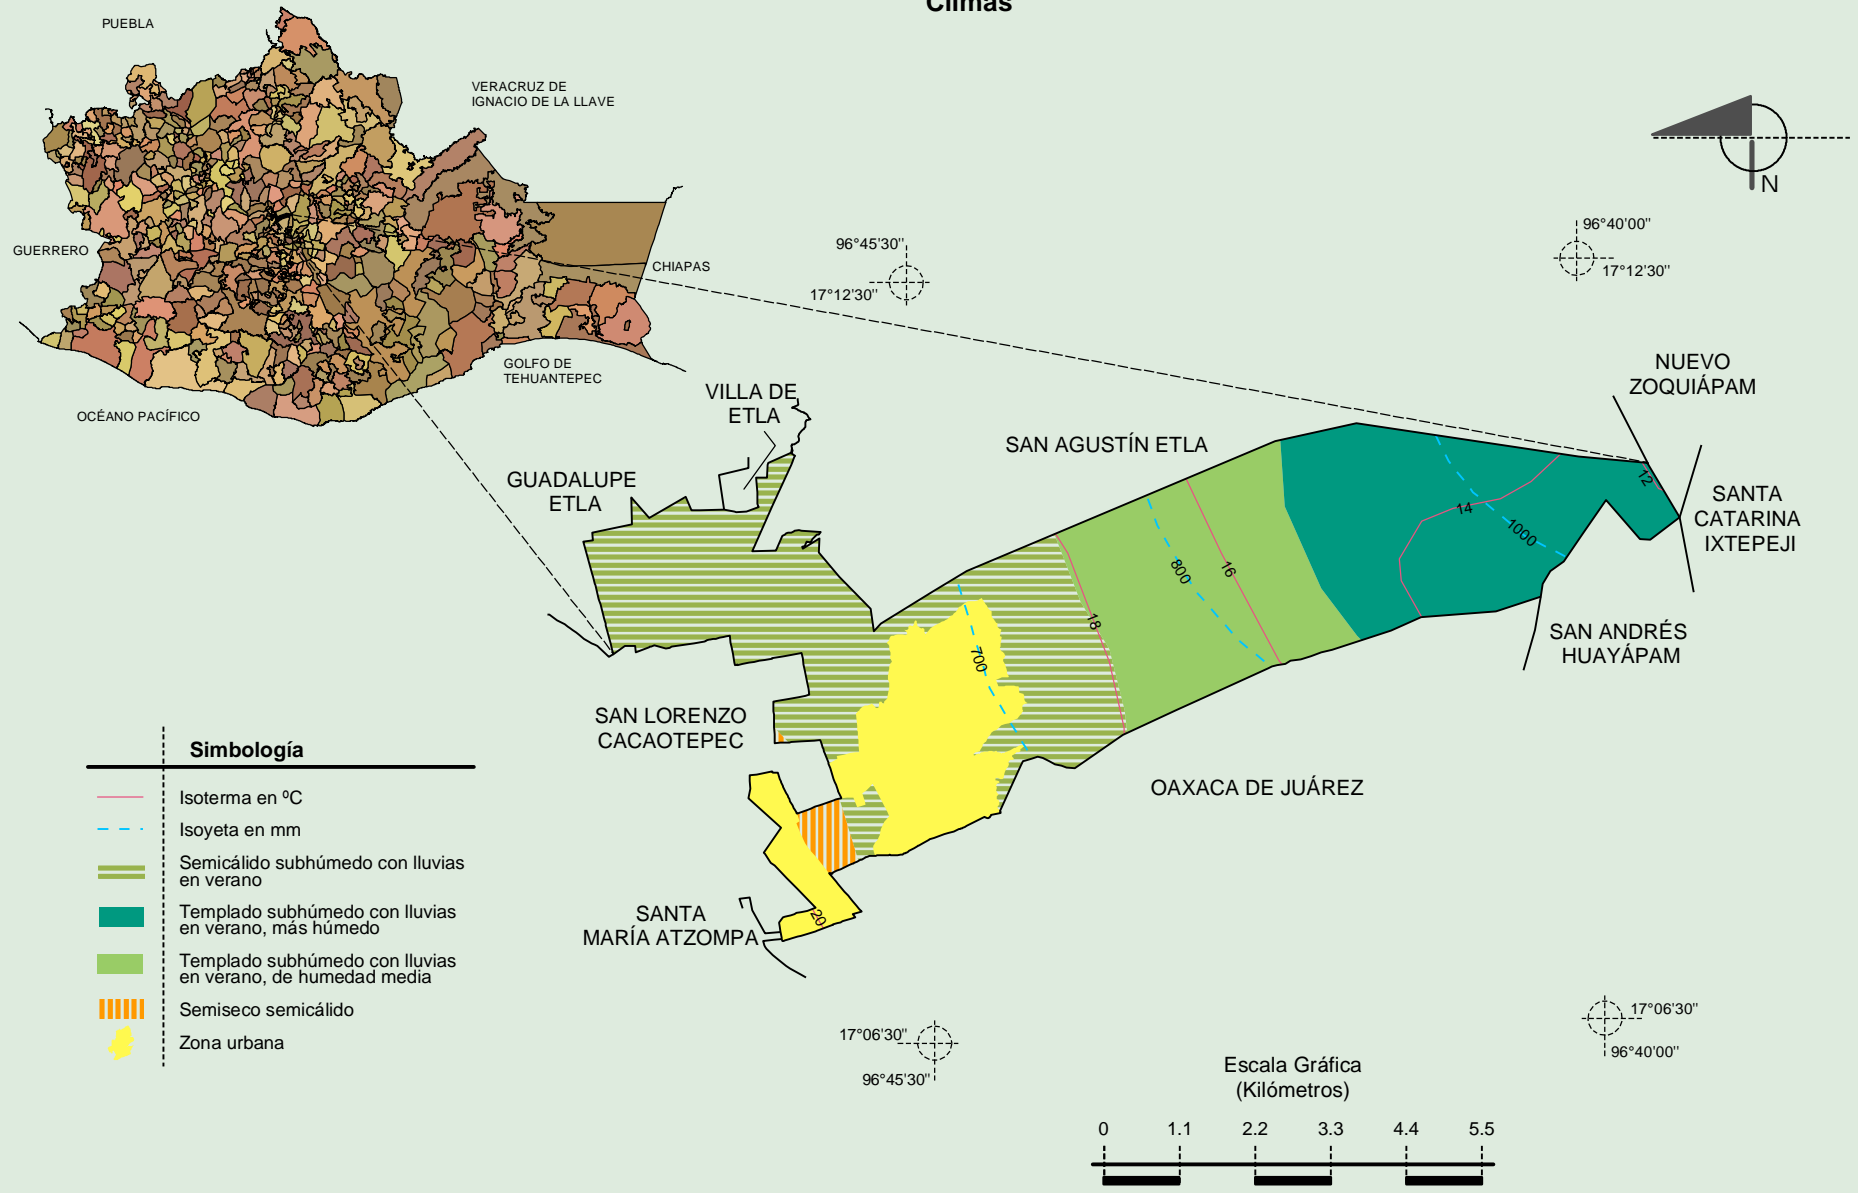 Climas
PUEBLA
VERACRUZ DE
IGNACIO DE LA LLAVE
GUERRERO
CHIAPAS
GOLFO DE
TEHUANTEPEC
OCÉANO PACÍFICO
N
96°45'30"
17°12'30"
96°40'00"
17°12'30"
NUEVO
ZOQUIÁPAM
VILLA DE
ETLA
SAN AGUSTÍN ETLA
GUADALUPE
ETLA
SANTA
CATARINA
IXTEPEJI
12
14
1000
16
800
18
700
20
SAN ANDRÉS
HUAYÁPAM
SAN LORENZO
CACAOTEPEC
OAXACA DE JUÁREZ
SANTA
MARÍA ATZOMPA
Simbología
Isoterma en ºC
Isoyeta en mm
Semicálido subhúmedo con lluvias
en verano
Templado subhúmedo con lluvias
en verano, más húmedo
Templado subhúmedo con lluvias
en verano, de humedad media
Semiseco semicálido
Zona urbana
17°06'30"
96°45'30"
17°06'30"
96°40'00"
Escala Gráfica
(Kilómetros)
0 1.1 2.2 3.3 4.4 5.5